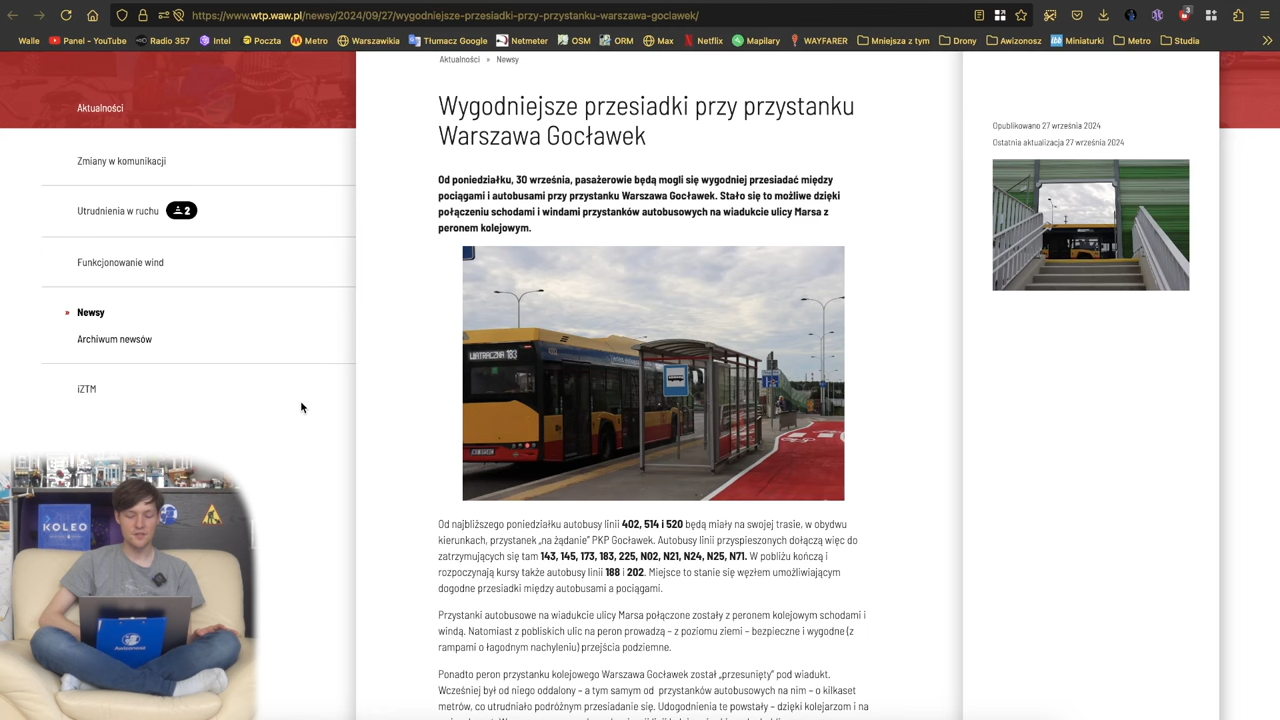 https://www.wtp.waw.pl/newsy/2024/09/27/wygodniejsze-przesiadki-przy-przystanku-warszawa-goclawek/
3
Walle Panel - YouTube Radio 357 Intel Poczta Metro Warszawikia Tłumacz Google Netmeter OSM ORM Max Netflix Mapilary WAYFARER Mniejsza z tym Drony Awizonosz Miniaturki Metro Studia
Aktualności
Zmiany w komunikacji
Utrudnienia w ruchu 2
Funkcjonowanie wind
» Newsy
Archiwum newsów
iZTM
Aktualności » Newsy
Wygodniejsze przesiadki przy przystanku
Warszawa Gocławek
Od poniedziałku, 30 września, pasażerowie będą mogli się wygodniej przesiadać między
pociągami i autobusami przy przystanku Warszawa Gocławek. Stało się to możliwe dzięki
połączeniu schodami i windami przystanków autobusowych na wiadukcie ulicy Marsa z
peronem kolejowym.
WIATRACZNA 183
Od najbliższego poniedziałku autobusy linii 402, 514 i 520 będą miały na swojej trasie, w obydwu
kierunkach, przystanek „na żądanie” PKP Gocławek. Autobusy linii przyspieszonych dołączą więc do
zatrzymujących się tam 143, 145, 173, 183, 225, N02, N21, N24, N25, N71. W pobliżu kończą i
rozpoczynają kursy także autobusy linii 188 i 202. Miejsce to stanie się węzłem umożliwiającym
dogodne przesiadki między autobusami a pociągami.
Przystanki autobusowe na wiadukcie ulicy Marsa połączone zostały z peronem kolejowym schodami i
windą. Natomiast z pobliskich ulic na peron prowadzą – z poziomu ziemi – bezpieczne i wygodne (z
rampami o łagodnym nachyleniu) przejścia podziemne.
Ponadto peron przystanku kolejowego Warszawa Gocławek został „przesunięty” pod wiadukt.
Wcześniej był od niego oddalony – a tym samym od przystanków autobusowych na nim – o kilkaset
metrów, co utrudniało podróżnym przesiadanie się. Udogodnienia te powstały – dzięki kolejarzom i na
Opublikowano 27 września 2024
Ostatnia aktualizacja 27 września 2024
KOLEO
Awizonosz